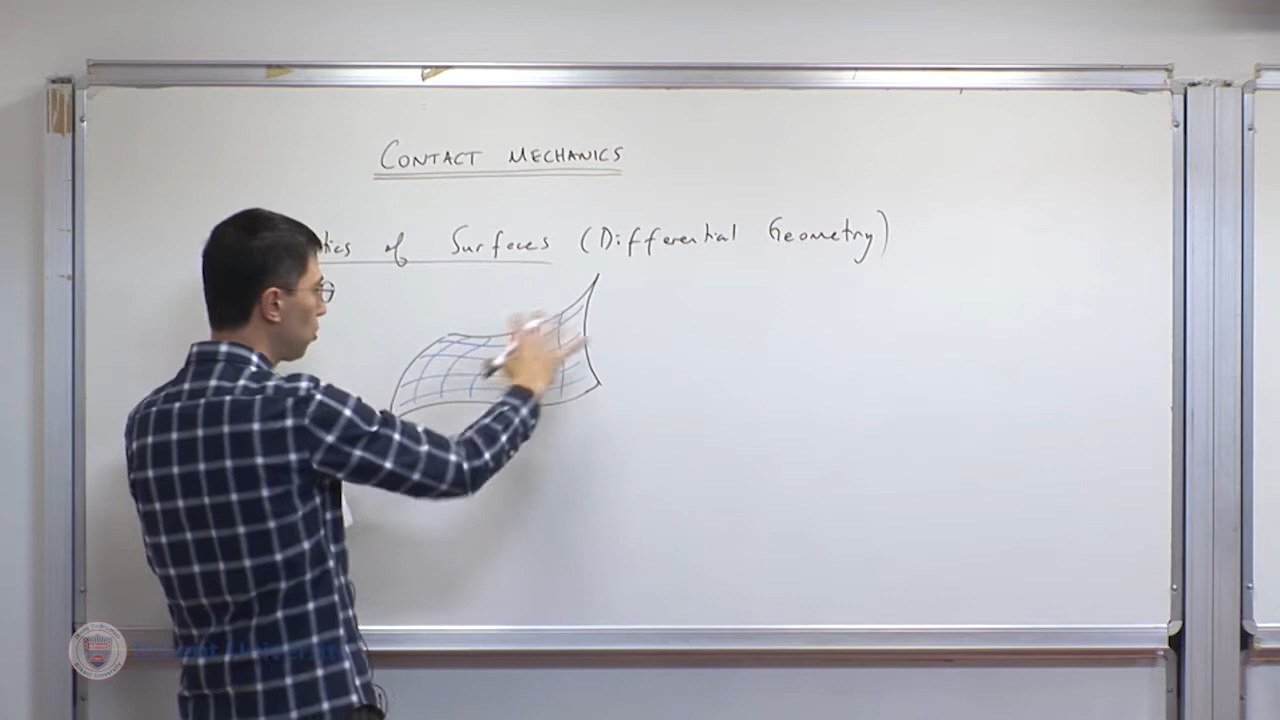 CONTACT MECHANICS
tics of Surfaces (Differential Geometry)